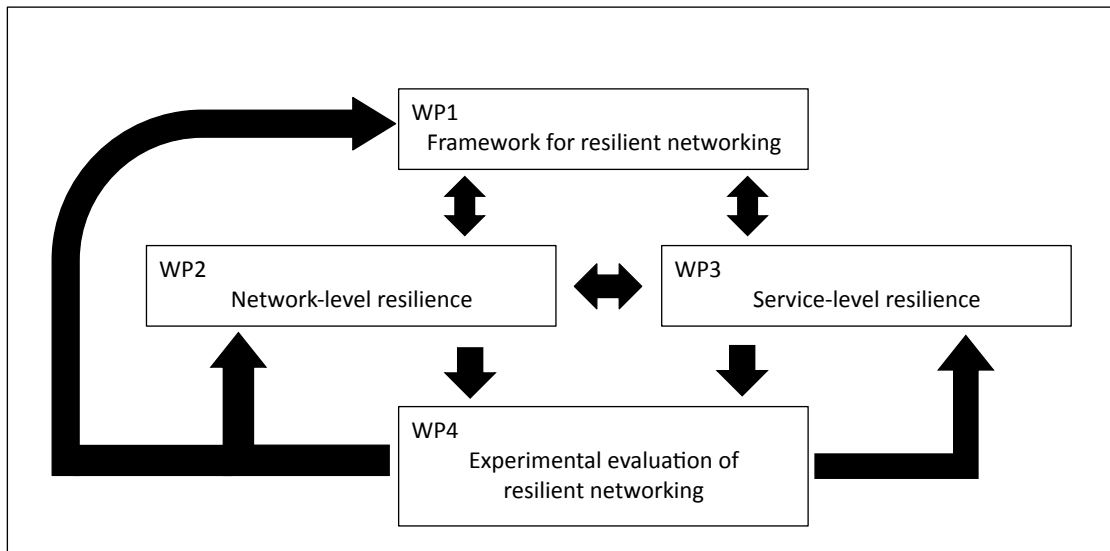 WP1
Framework for resilient networking
WP2
Network-level resilience
WP3
Service-level resilience
WP4
Experimental evaluation of
resilient networking